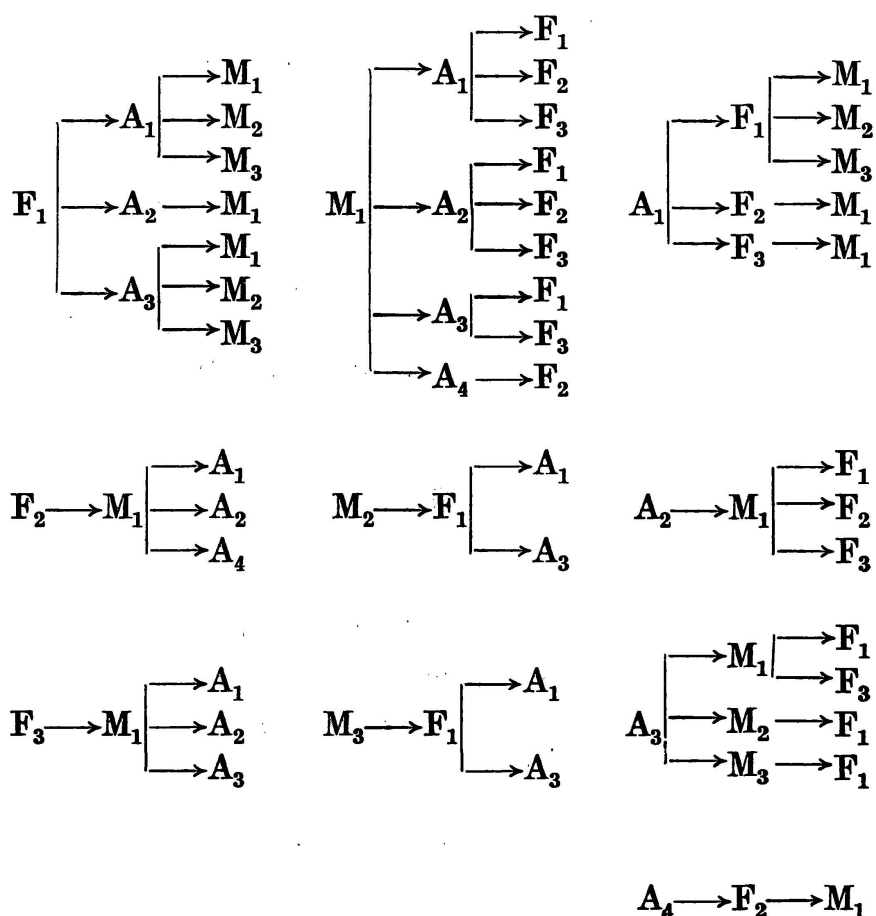 →M₁
→A₁→M₂
→M₃
F₁→A₂→M₁
→M₁
→A₃→M₂
→M₃
→F₁
→A₁→F₂
→F₃
→F₁
M₁→A₂→F₂
→F₃
→F₁
→A₃
→F₃
→A₄→F₂
→M₁
→F₁→M₂
→M₃
A₁→F₂→M₁
→F₃→M₁
→A₁
F₂→M₁→A₂
→A₄
→A₁
M₂→F₁
→A₃
→F₁
A₂→M₁→F₂
→F₃
→A₁
F₃→M₁→A₂
→A₃
→A₁
M₃→F₁
→A₃
→F₁
→M₁
→F₃
A₃→M₂→F₁
→M₃→F₁
A₄→F₂→M₁